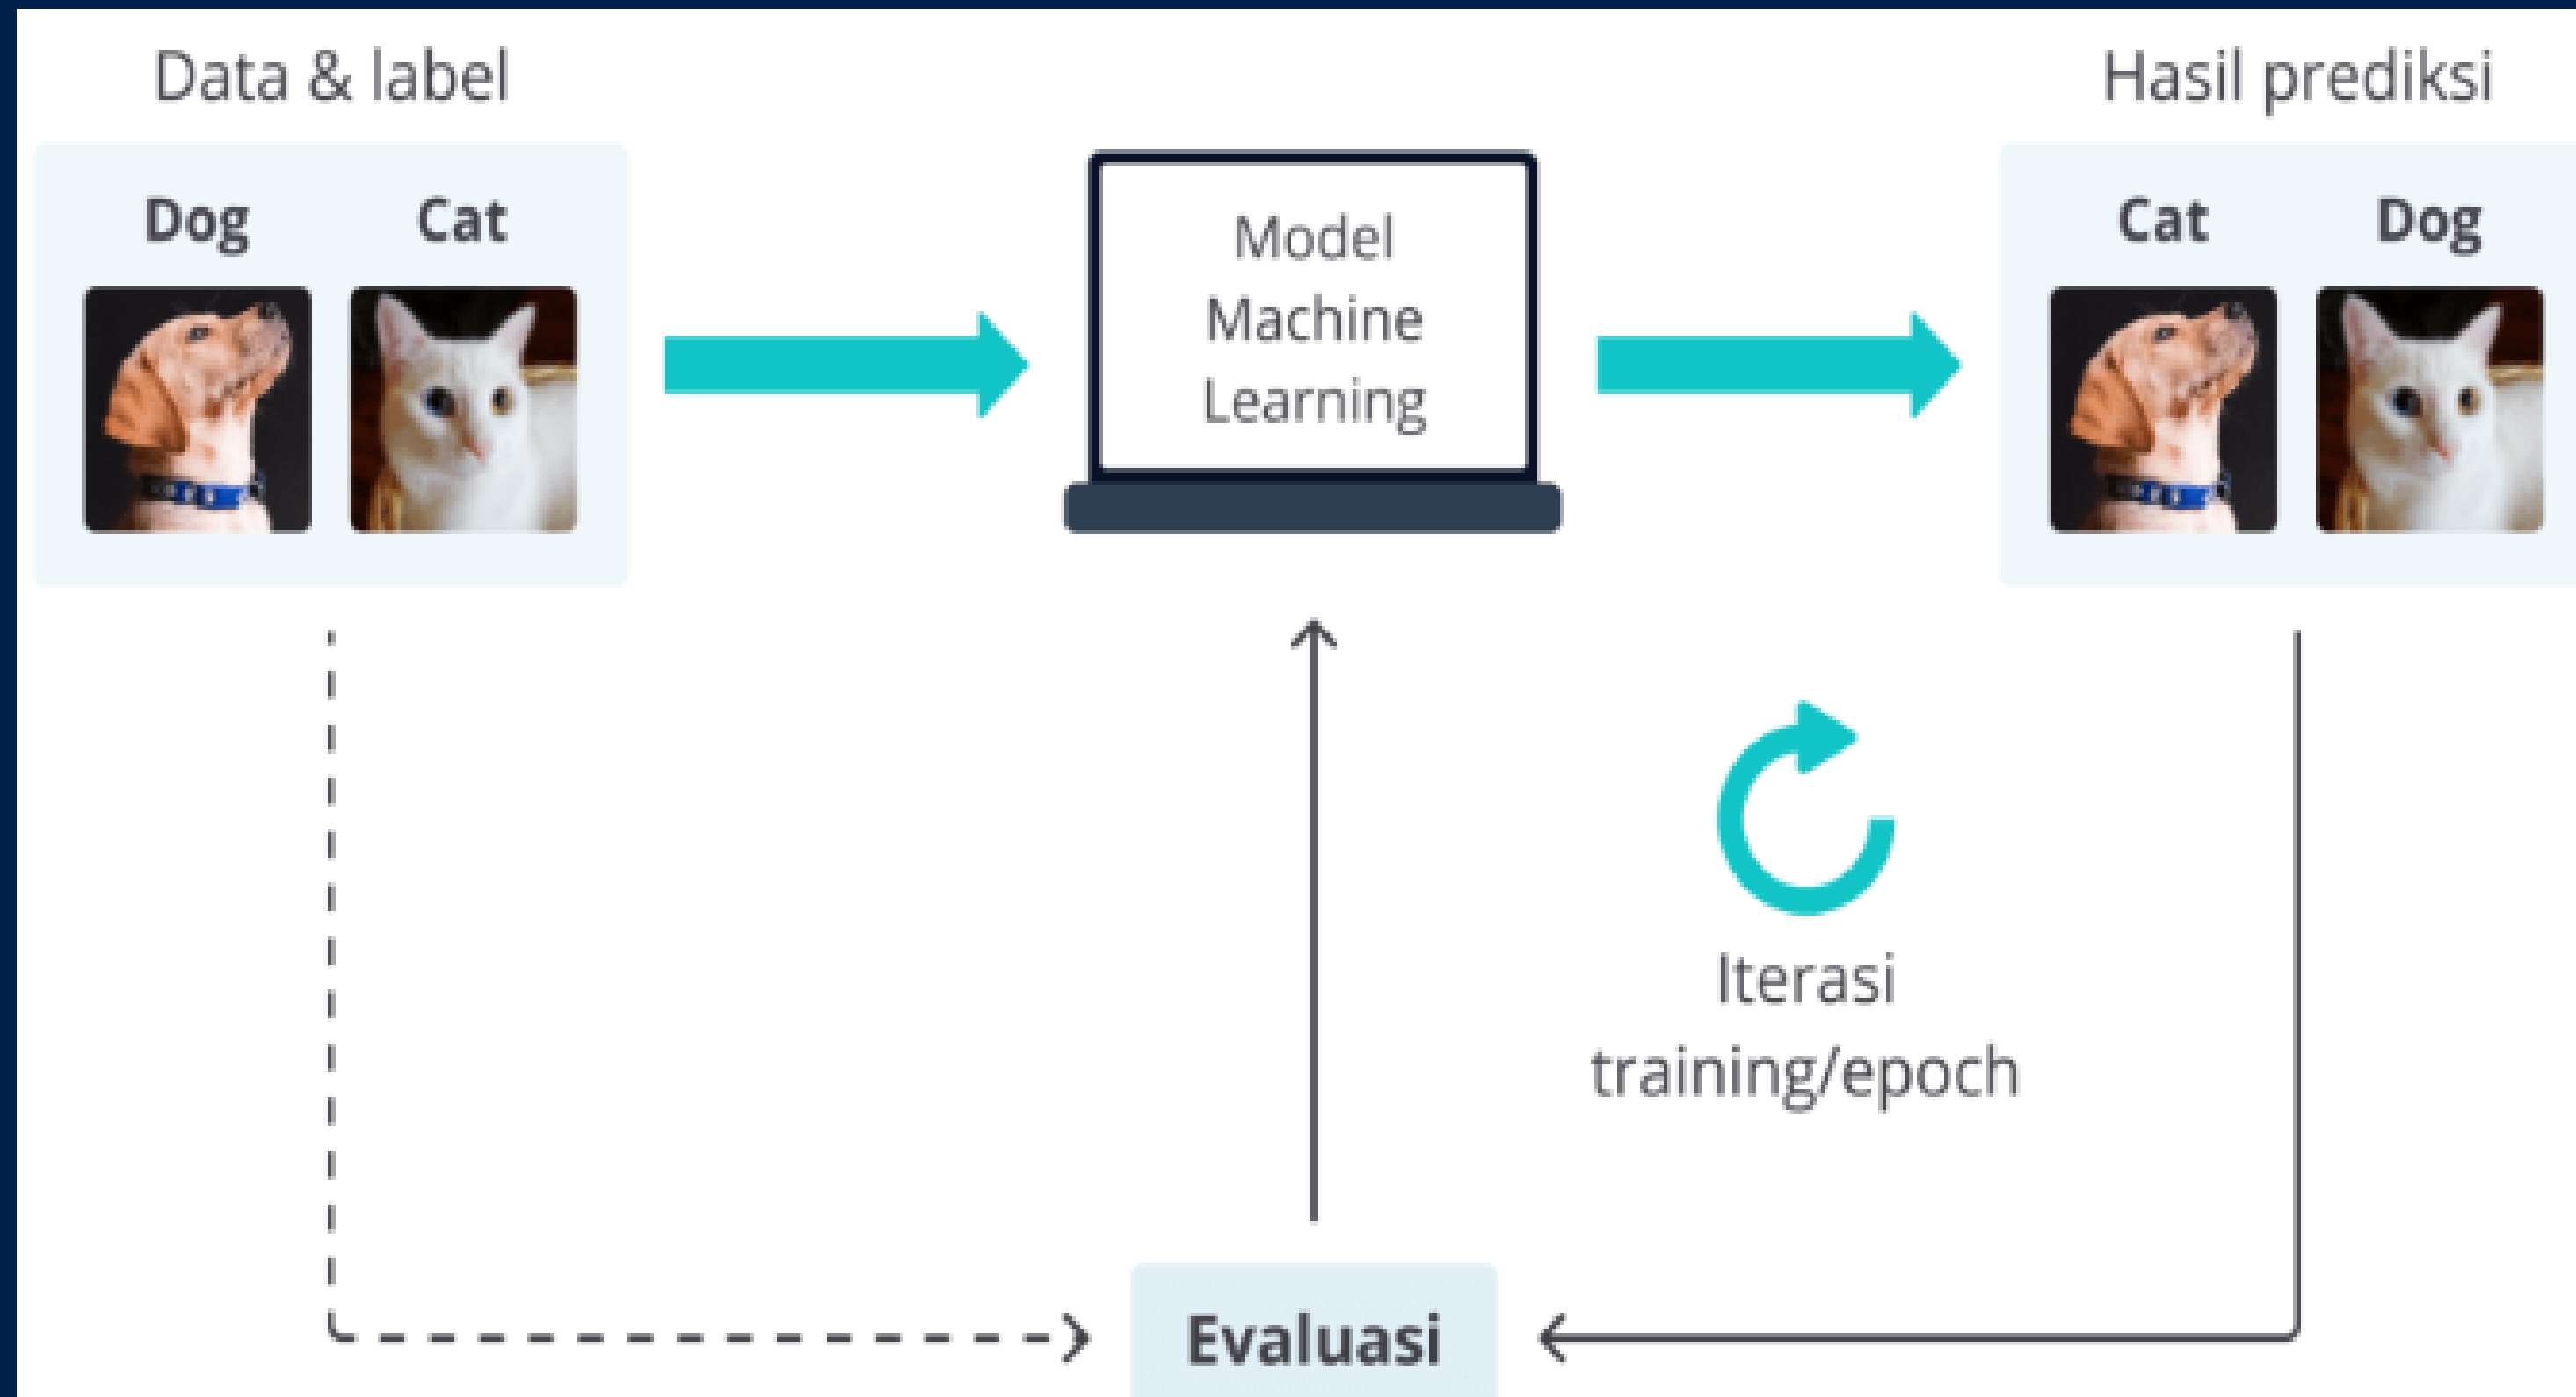 Data & label
Hasil prediksi
Dog
Cat
Model
Machine
Learning
Cat
Dog
Iterasi
training/epoch
Evaluasi